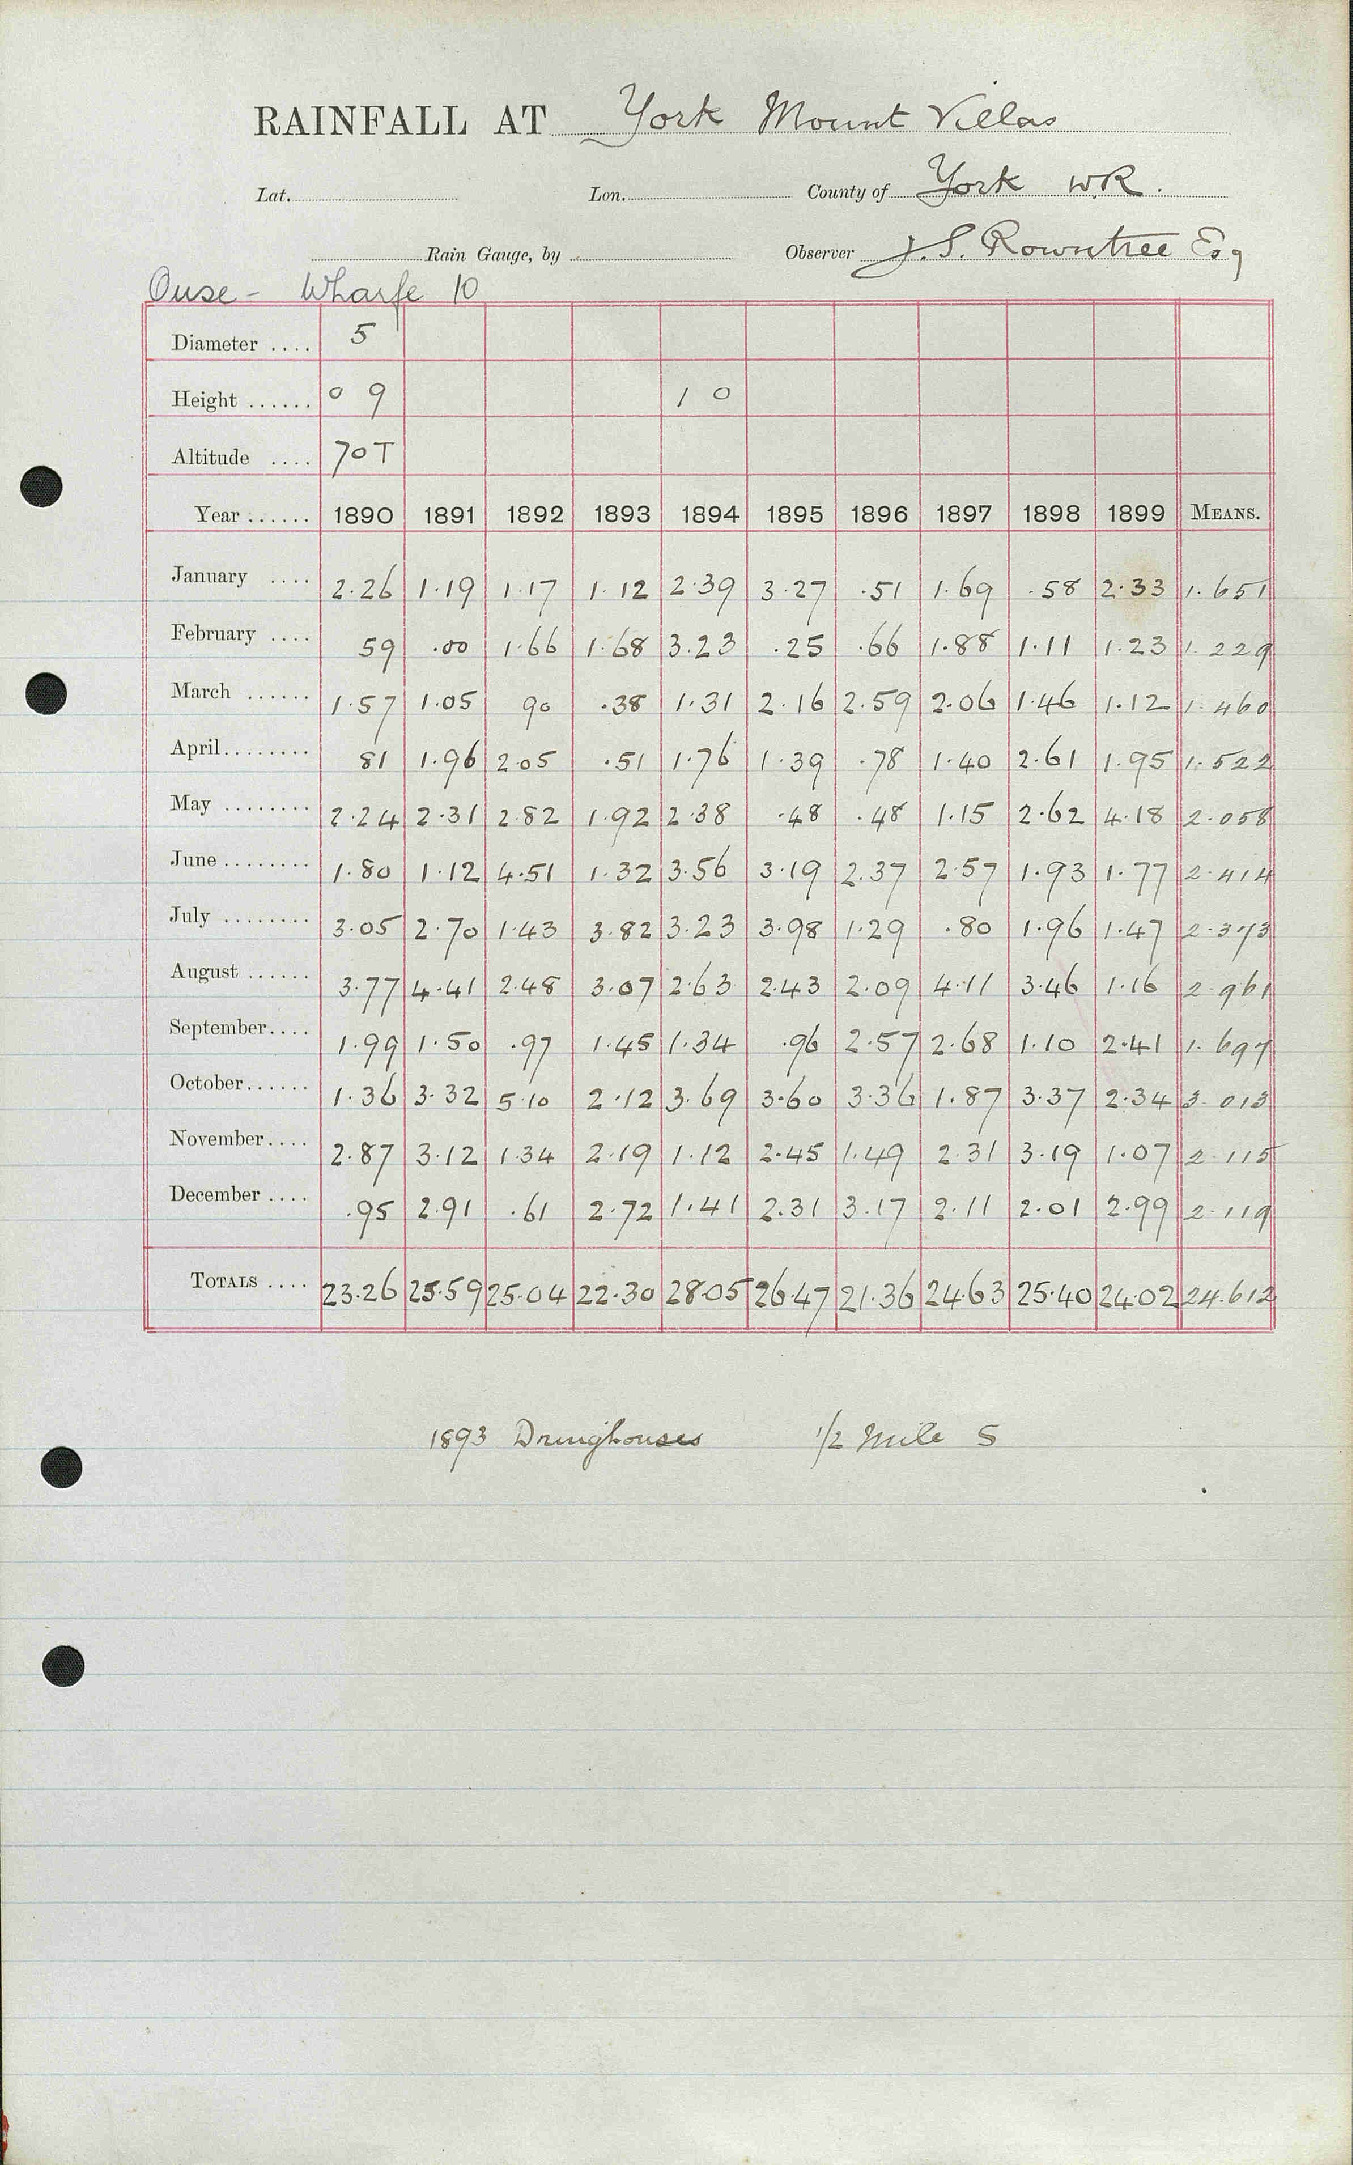 RAINFALL AT York Mount Villas
Lat. Lon. County of York W.R.
Rain Gauge, by Observer J. S. Rowntree Esq
Ouse - Wharfe 10
Diameter .... 5
Height ...... 0 9 1 0
Altitude .... 70 T
Year ...... 1890 1891 1892 1893 1894 1895 1896 1897 1898 1899 MEANS.
January .... 2.26 1.19 1.17 1.12 2.39 3.27 .51 1.69 .58 2.33 1.651
February .... 59 .00 1.66 1.68 3.23 .25 .66 1.88 1.11 1.23 1.229
March ...... 1.57 1.05 90 .38 1.31 2.16 2.59 2.06 1.46 1.12 1.460
April ........ 81 1.96 2.05 .51 1.76 1.39 .78 1.40 2.61 1.95 1.522
May ........ 2.24 2.31 2.82 1.92 2.38 .48 .48 1.15 2.62 4.18 2.058
June ........ 1.80 1.12 4.51 1.32 3.56 3.19 2.37 2.57 1.93 1.77 2.414
July ........ 3.05 2.70 1.43 3.82 3.23 3.98 1.29 .80 1.96 1.47 2.373
August ...... 3.77 4.41 2.48 3.07 2.63 2.43 2.09 4.11 3.46 1.16 2.961
September .... 1.99 1.50 .97 1.45 1.34 .96 2.57 2.68 1.10 2.41 1.697
October ...... 1.36 3.32 5.10 2.12 3.69 3.60 3.36 1.87 3.37 2.34 3.013
November .... 2.87 3.12 1.34 2.19 1.12 2.45 1.49 2.31 3.19 1.07 2.115
December .... .95 2.91 .61 2.72 1.41 2.31 3.17 2.11 2.01 2.99 2.119
TOTALS .... 23.26 25.59 25.04 22.30 28.05 26.47 21.36 24.63 25.40 24.02 24.612
1893 Dringhouses 1/2 Mile S